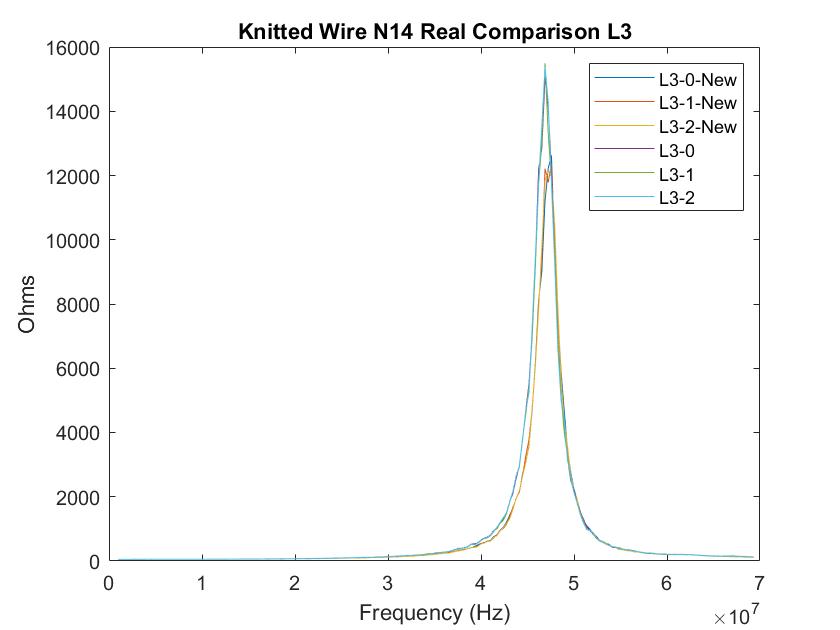 Knitted Wire N14 Real Comparison L3
16000
14000
12000
10000
8000
6000
4000
2000
0
Ohms
L3-0-New
L3-1-New
L3-2-New
L3-0
L3-1
L3-2
0 1 2 3 4 5 6 7
Frequency (Hz)
×10⁷